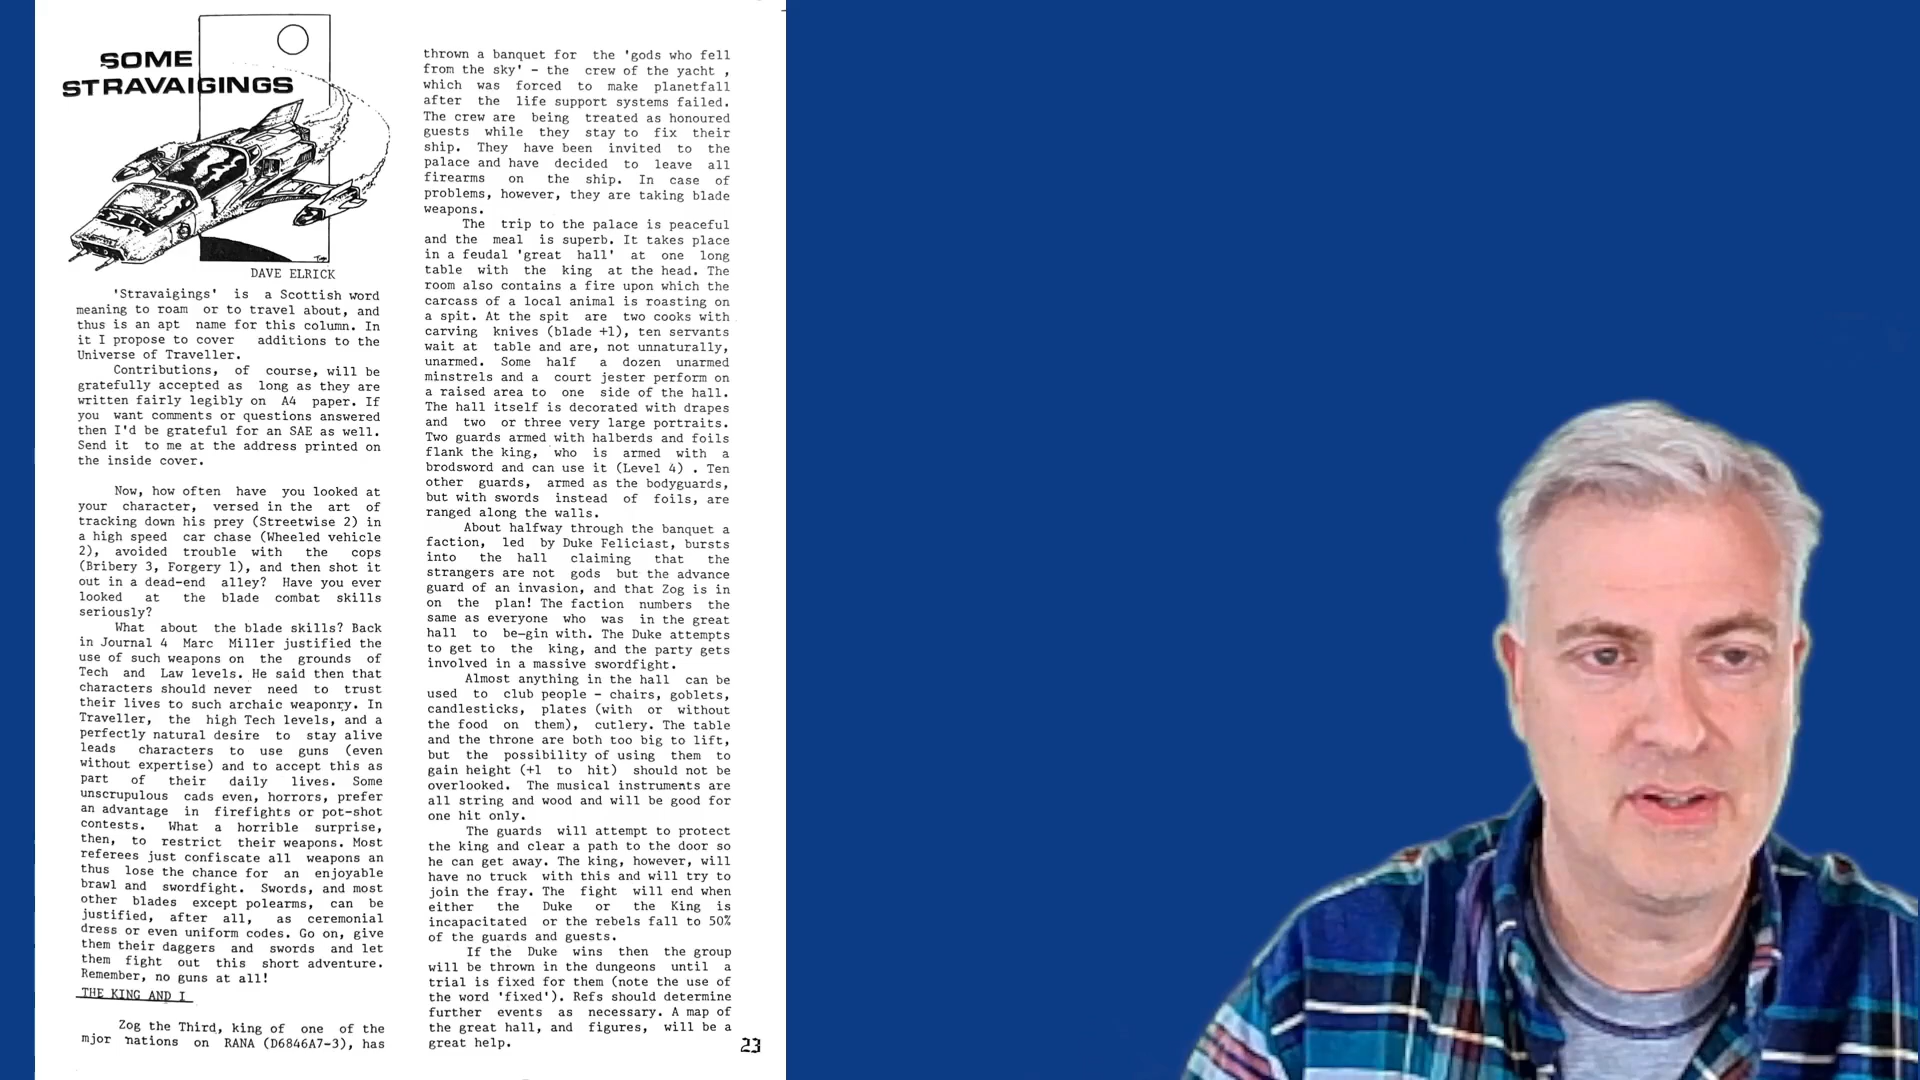 SOME
STRAVAIGINGS
DAVE ELRICK
'Stravaigings' is a Scottish word
meaning to roam or to travel about, and
thus is an apt name for this column. In
it I propose to cover additions to the
Universe of Traveller.
Contributions, of course, will be
gratefully accepted as long as they are
written fairly legibly on A4 paper. If
you want comments or questions answered
then I'd be grateful for an SAE as well.
Send it to me at the address printed on
the inside cover.
Now, how often have you looked at
your character, versed in the art of
tracking down his prey (Streetwise 2) in
a high speed car chase (Wheeled vehicle
2), avoided trouble with the cops
(Bribery 3, Forgery 1), and then shot it
out in a dead-end alley? Have you ever
looked at the blade combat skills
seriously?
What about the blade skills? Back
in Journal 4 Marc Miller justified the
use of such weapons on the grounds of
Tech and Law levels. He said then that
characters should never need to trust
their lives to such archaic weaponry. In
Traveller, the high Tech levels, and a
perfectly natural desire to stay alive
leads characters to use guns (even
without expertise) and to accept this as
part of their daily lives. Some
unscrupulous cads even, horrors, prefer
an advantage in firefights or pot-shot
contests. What a horrible surprise,
then, to restrict their weapons. Most
referees just confiscate all weapons an
thus lose the chance for an enjoyable
brawl and swordfight. Swords, and most
other blades except polearms, can be
justified, after all, as ceremonial
dress or even uniform codes. Go on, give
them their daggers and swords and let
them fight out this short adventure.
Remember, no guns at all!
THE KING AND I
Zog the Third, king of one of the
mjor nations on RANA (D6846A7-3), has
thrown a banquet for the 'gods who fell
from the sky' - the crew of the yacht ,
which was forced to make planetfall
after the life support systems failed.
The crew are being treated as honoured
guests while they stay to fix their
ship. They have been invited to the
palace and have decided to leave all
firearms on the ship. In case of
problems, however, they are taking blade
weapons.
The trip to the palace is peaceful
and the meal is superb. It takes place
in a feudal 'great hall' at one long
table with the king at the head. The
room also contains a fire upon which the
carcass of a local animal is roasting on
a spit. At the spit are two cooks with
carving knives (blade +1), ten servants
wait at table and are, not unnaturally,
unarmed. Some half a dozen unarmed
minstrels and a court jester perform on
a raised area to one side of the hall.
The hall itself is decorated with drapes
and two or three very large portraits.
Two guards armed with halberds and foils
flank the king, who is armed with a
brodsword and can use it (Level 4) . Ten
other guards, armed as the bodyguards,
but with swords instead of foils, are
ranged along the walls.
About halfway through the banquet a
faction, led by Duke Feliciast, bursts
into the hall claiming that the
strangers are not gods but the advance
guard of an invasion, and that Zog is in
on the plan! The faction numbers the
same as everyone who was in the great
hall to be-gin with. The Duke attempts
to get to the king, and the party gets
involved in a massive swordfight.
Almost anything in the hall can be
used to club people - chairs, goblets,
candlesticks, plates (with or without
the food on them), cutlery. The table
and the throne are both too big to lift,
but the possibility of using them to
gain height (+1 to hit) should not be
overlooked. The musical instruments are
all string and wood and will be good for
one hit only.
The guards will attempt to protect
the king and clear a path to the door so
he can get away. The king, however, will
have no truck with this and will try to
join the fray. The fight will end when
either the Duke or the King is
incapacitated or the rebels fall to 50%
of the guards and guests.
If the Duke wins then the group
will be thrown in the dungeons until a
trial is fixed for them (note the use of
the word 'fixed'). Refs should determine
further events as necessary. A map of
the great hall, and figures, will be a
great help.
23